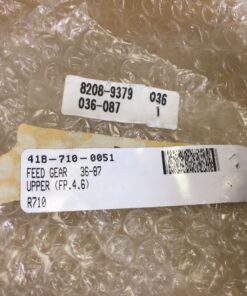 8208-9379 036
036-087 1
418-710-0051
FEED GEAR 36-87
UPPER (FP.4.6)
R710